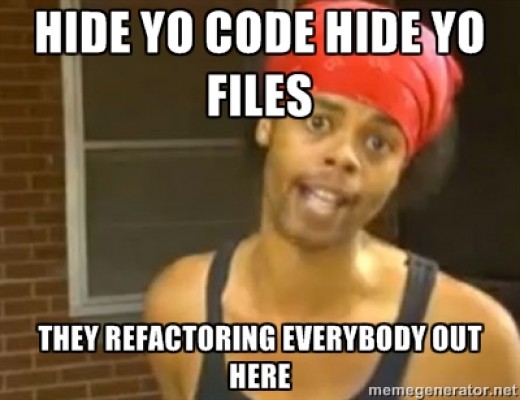 HIDE YO CODE HIDE YO
FILES
THEY REFACTORING EVERYBODY OUT
HERE
memegenerator.net